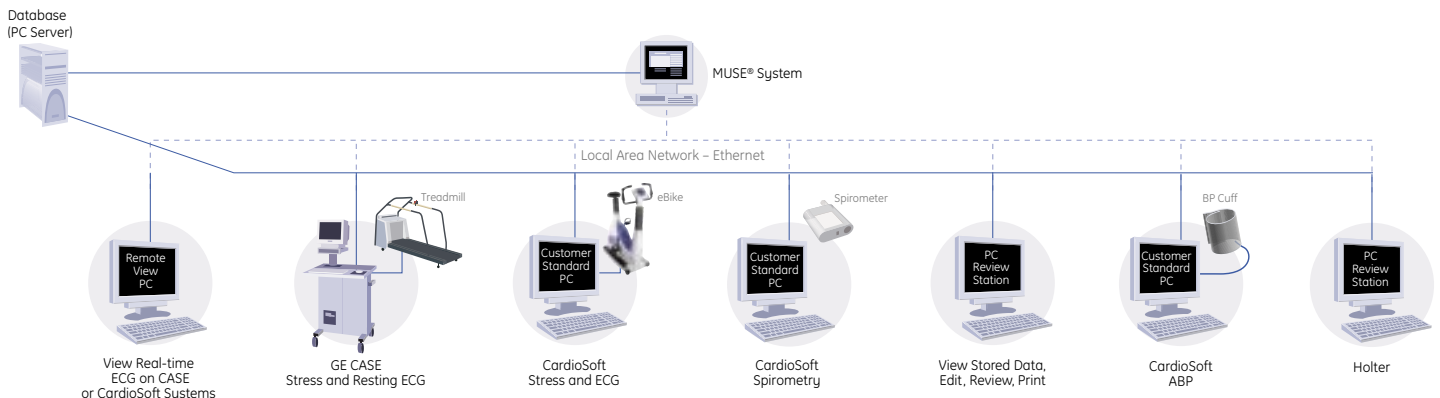 Database
(PC Server)
MUSE® System
Local Area Network – Ethernet
Treadmill
eBike
Spirometer
BP Cuff
Remote
View
PC
Customer
Standard
PC
Customer
Standard
PC
PC
Review
Station
Customer
Standard
PC
PC
Review
Station
View Real-time
ECG on CASE
or CardioSoft Systems
GE CASE
Stress and Resting ECG
CardioSoft
Stress and ECG
CardioSoft
Spirometry
View Stored Data,
Edit, Review, Print
CardioSoft
ABP
Holter